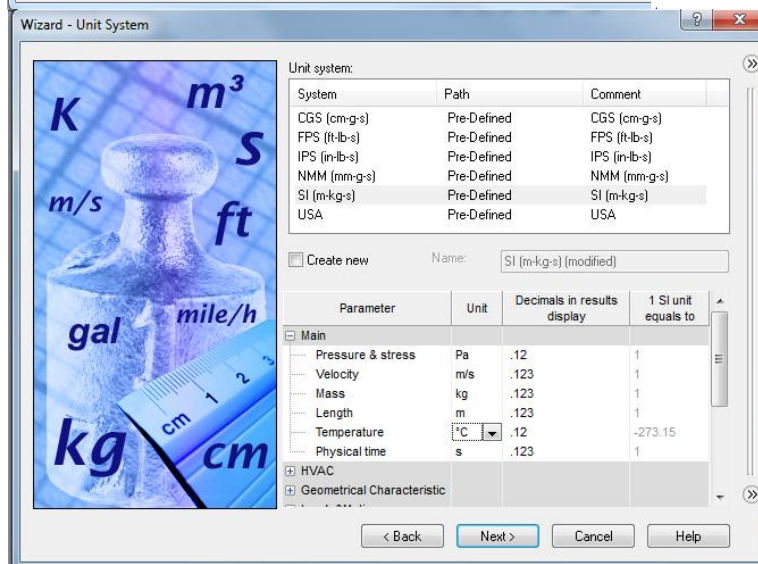 Wizard - Unit System
K
m³
S
m/s
ft
gal
mile/h
cm 1 2 3
kg
cm
Unit system:
System Path Comment
CGS (cm-g-s) Pre-Defined CGS (cm-g-s)
FPS (ft-lb-s) Pre-Defined FPS (ft-lb-s)
IPS (in-lb-s) Pre-Defined IPS (in-lb-s)
NMM (mm-g-s) Pre-Defined NMM (mm-g-s)
SI (m-kg-s) Pre-Defined SI (m-kg-s)
USA Pre-Defined USA
Create new Name: SI (m-kg-s) (modified)
Parameter Unit Decimals in results display 1 SI unit equals to
Main
Pressure & stress Pa .12 1
Velocity m/s .123 1
Mass kg .123 1
Length m .123 1
Temperature °C .12 -273.15
Physical time s .123 1
HVAC
Geometrical Characteristic
< Back Next > Cancel Help